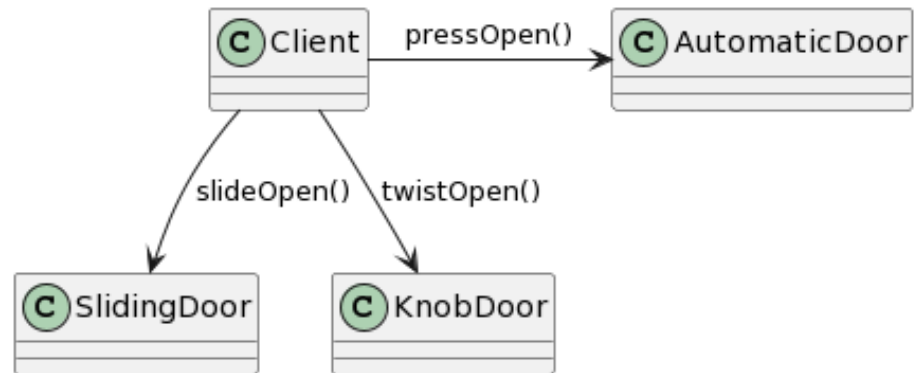 pressOpen()
C Client
C AutomaticDoor
slideOpen()
twistOpen()
C SlidingDoor
C KnobDoor